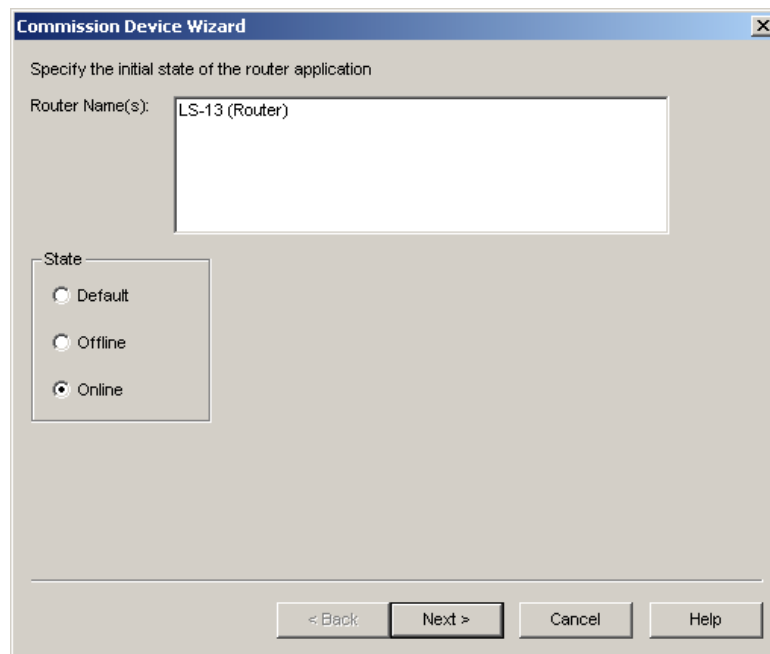 Commission Device Wizard
Specify the initial state of the router application
Router Name(s):
LS-13 (Router)
State
Default
Offline
Online
< Back
Next >
Cancel
Help